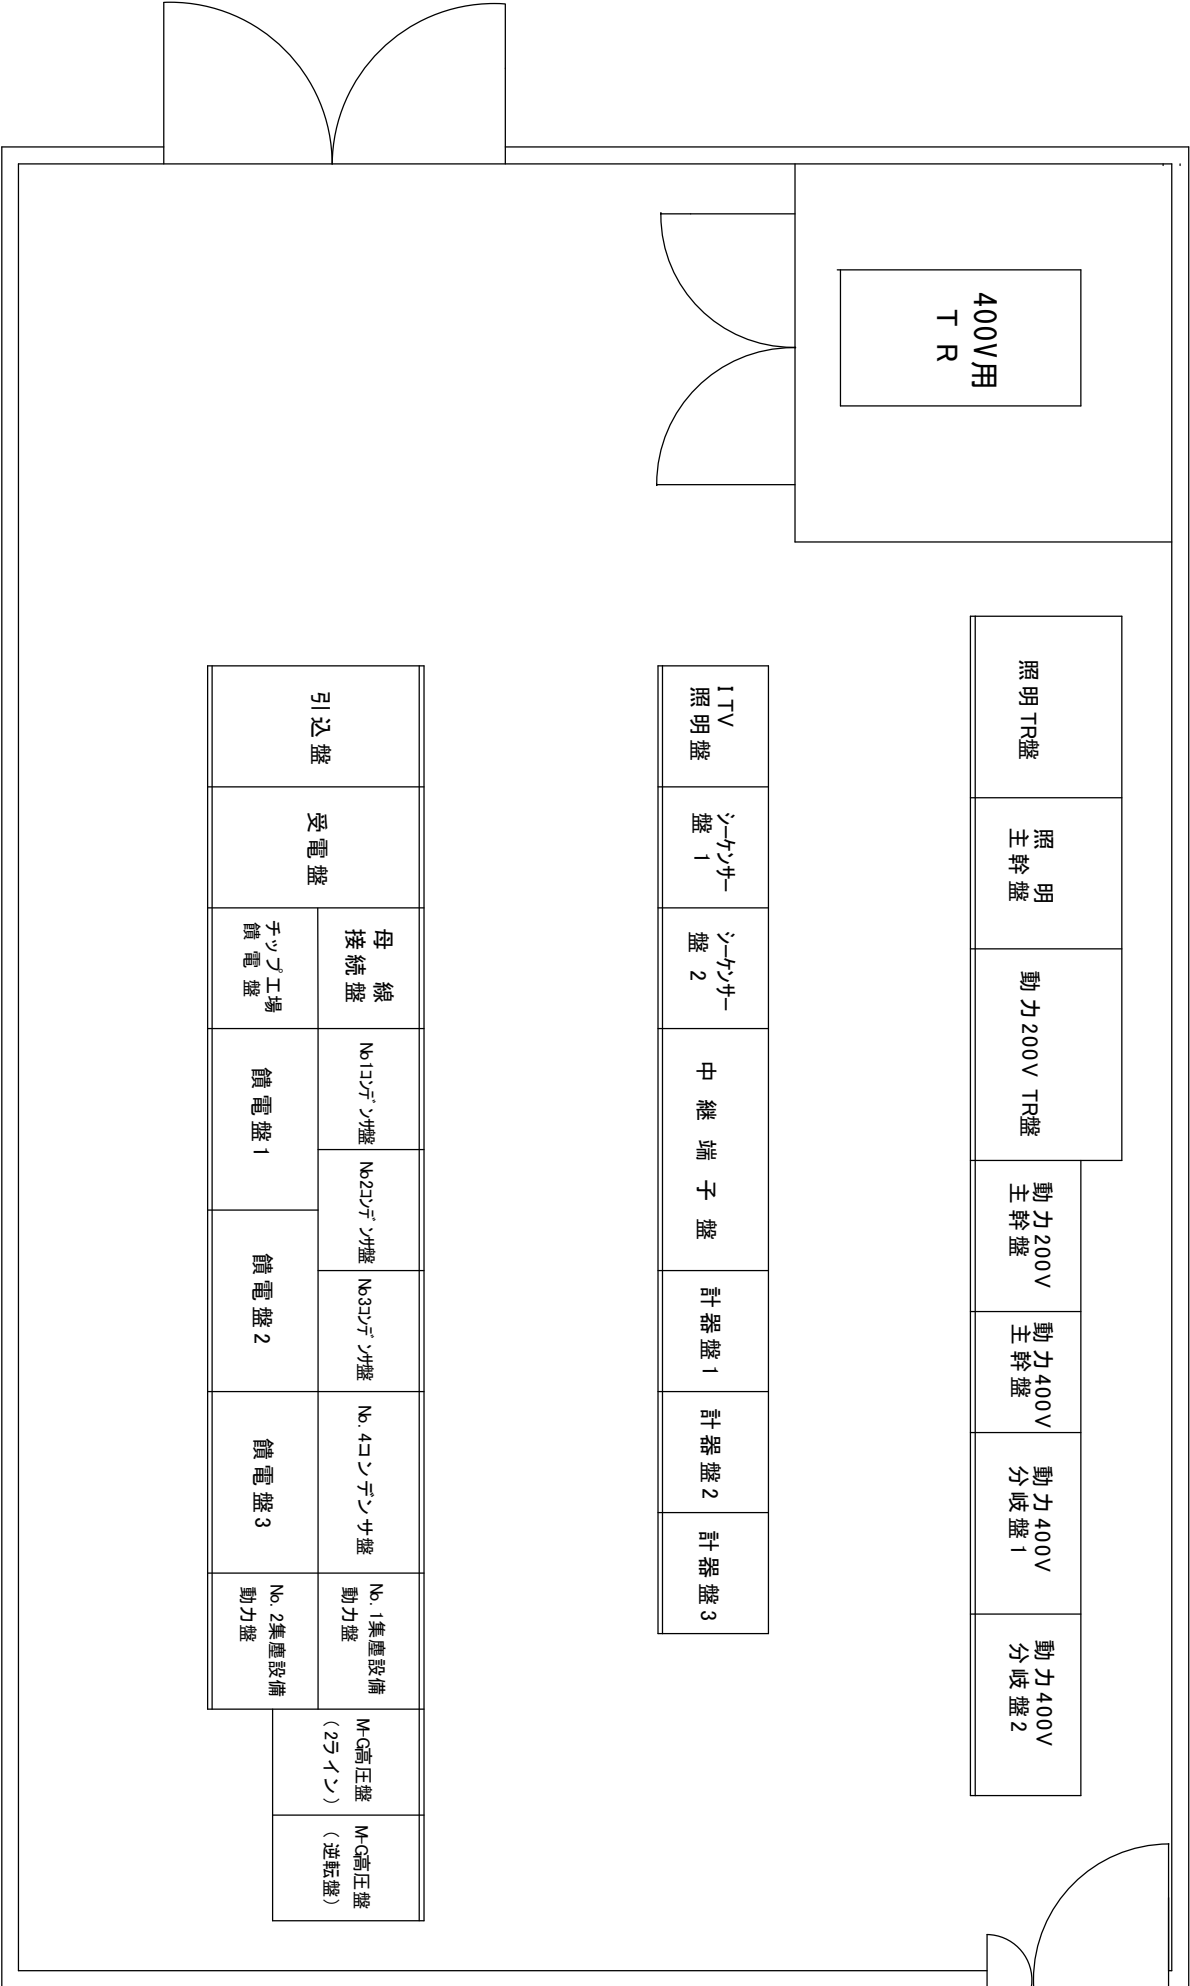 400V用
TR
照明TR盤
照明
主幹盤
動力200V TR盤
動力200V
主幹盤
動力400V
主幹盤
動力400V
分岐盤1
動力400V
分岐盤2
ITV
照明盤
シーケンサー
盤 1
シーケンサー
盤 2
中継端子盤
計器盤1
計器盤2
計器盤3
引込盤
受電盤
母線
接続盤
No1コンデンサ盤
No2コンデンサ盤
No3コンデンサ盤
No.4コンデンサ盤
No.1集塵設備
動力盤
チップ工場
饋電盤
饋電盤1
饋電盤2
饋電盤3
No.2集塵設備
動力盤
M-G高圧盤
(2ライン)
M-G高圧盤
(逆転盤)